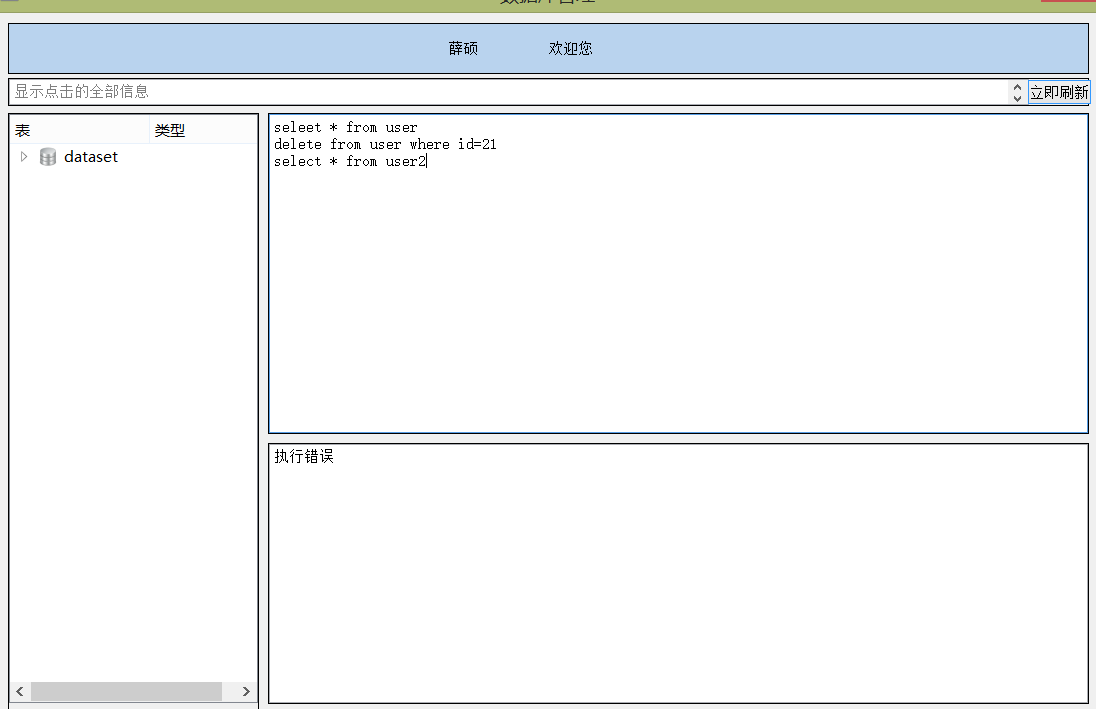 薛硕 欢迎您
显示点击的全部信息 立即刷新
表 类型
dataset
seleet * from user
delete from user where id=21
select * from user2
执行错误